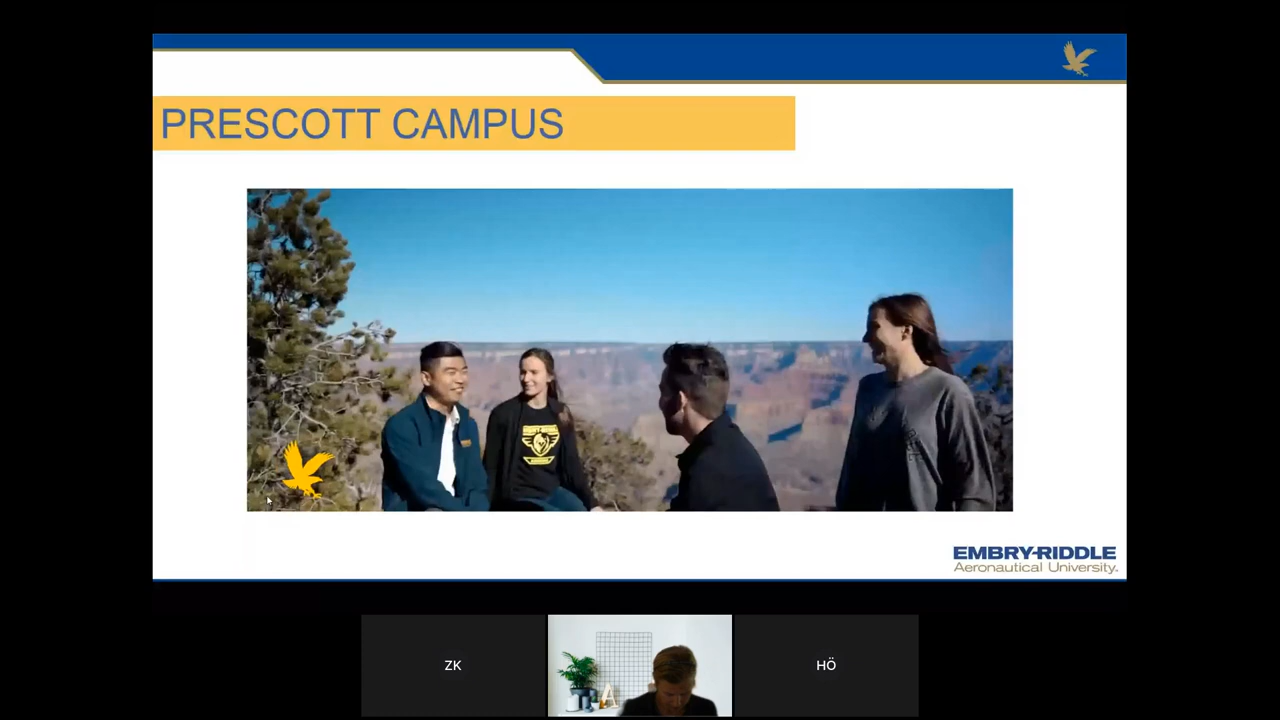 PRESCOTT CAMPUS
EMBRY-RIDDLE
Aeronautical University.
ZK
HÖ